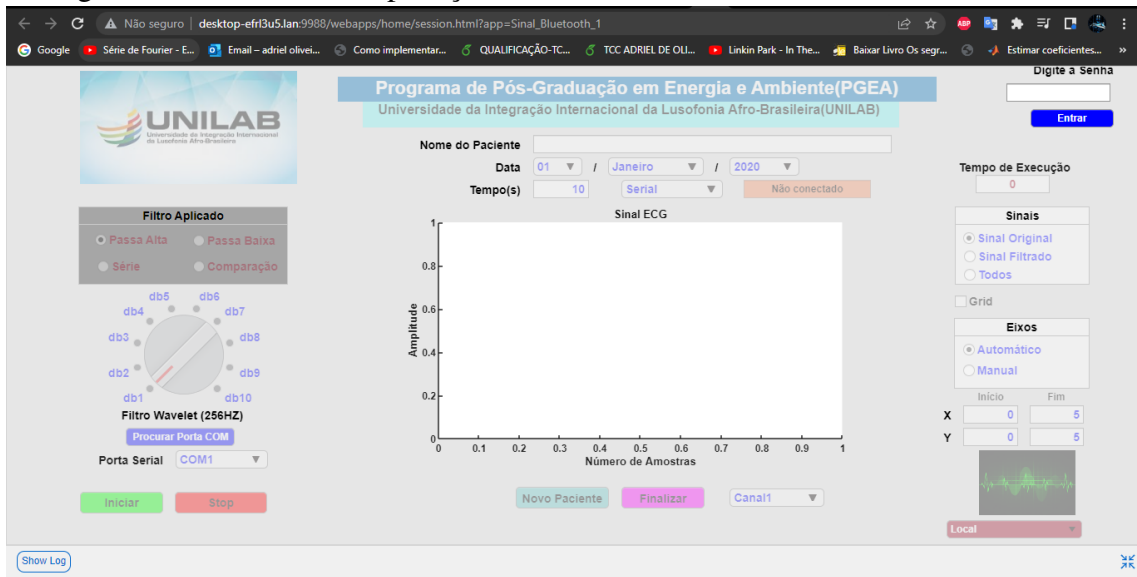 Não seguro | desktop-efrl3u5.lan:9988/webapps/home/session.html?app=Sinal_Bluetooth_1
Google Série de Fourier - E... Email – adriel olivei... Como implementar... QUALIFICAÇÃO-TC... TCC ADRIEL DE OLI... Linkin Park - In The... Baixar Livro Os segr... Estimar coeficientes... »
UNILAB
Universidade da Integração Internacional
da Lusofonia Afro-Brasileira
Programa de Pós-Graduação em Energia e Ambiente(PGEA)
Universidade da Integração Internacional da Lusofonia Afro-Brasileira(UNILAB)
Digite a Senha
Entrar
Nome do Paciente
Data 01 / Janeiro / 2020
Tempo(s) 10 Serial Não conectado
Tempo de Execução
0
Filtro Aplicado
Passa Alta Passa Baixa
Série Comparação
db1 db2 db3 db4 db5 db6 db7 db8 db9 db10
Filtro Wavelet (256HZ)
Procurar Porta COM
Porta Serial COM1
Iniciar Stop
Sinal ECG
Amplitude
1
0.8
0.6
0.4
0.2
0
0 0.1 0.2 0.3 0.4 0.5 0.6 0.7 0.8 0.9 1
Número de Amostras
Novo Paciente Finalizar Canal1
Sinais
Sinal Original
Sinal Filtrado
Todos
Grid
Eixos
Automático
Manual
Início Fim
X 0 5
Y 0 5
Local
Show Log